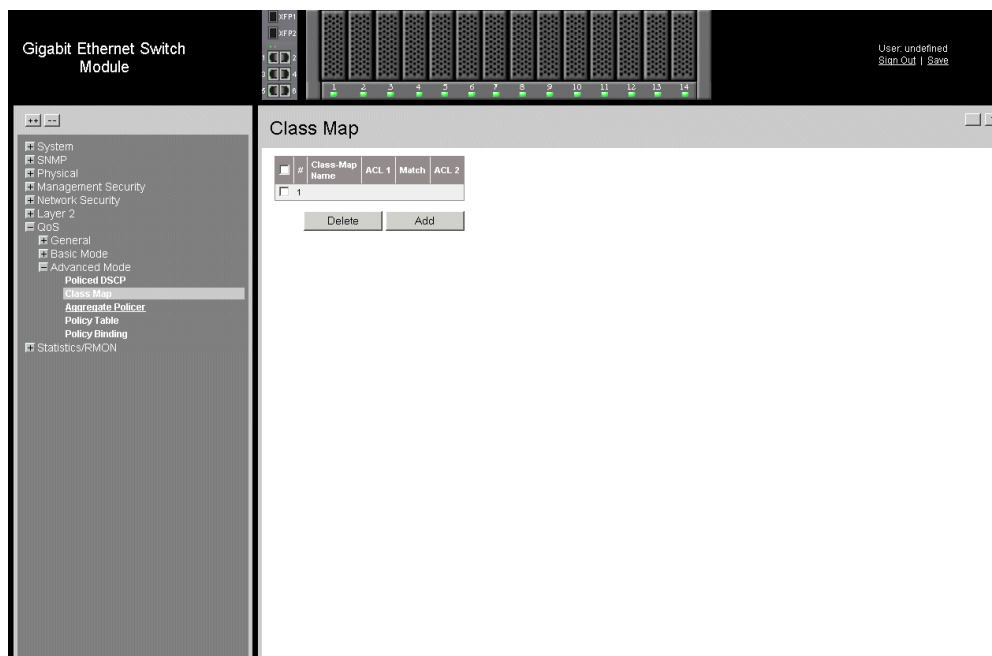 Gigabit Ethernet Switch
Module
XFP1
XFP2
1 2
3 4
5 6
1 2 3 4 5 6 7 8 9 10 11 12 13 14
User: undefined
Sign Out | Save
++ --
System
SNMP
Physical
Management Security
Network Security
Layer 2
QoS
General
Basic Mode
Advanced Mode
Policed DSCP
Class Map
Aggregate Policer
Policy Table
Policy Binding
Statistics/RMON
Class Map
# Class-Map Name ACL 1 Match ACL 2
1
Delete Add